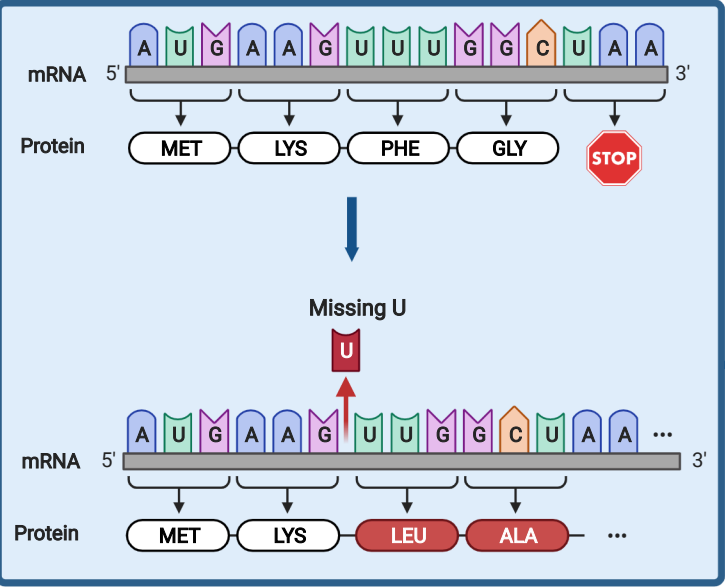 A U G A A G U U U G G C U A A
mRNA 5' 3'
Protein MET LYS PHE GLY STOP
Missing U
U
A U G A A G U U G G C U A A ...
mRNA 5' 3'
Protein MET LYS LEU ALA ...